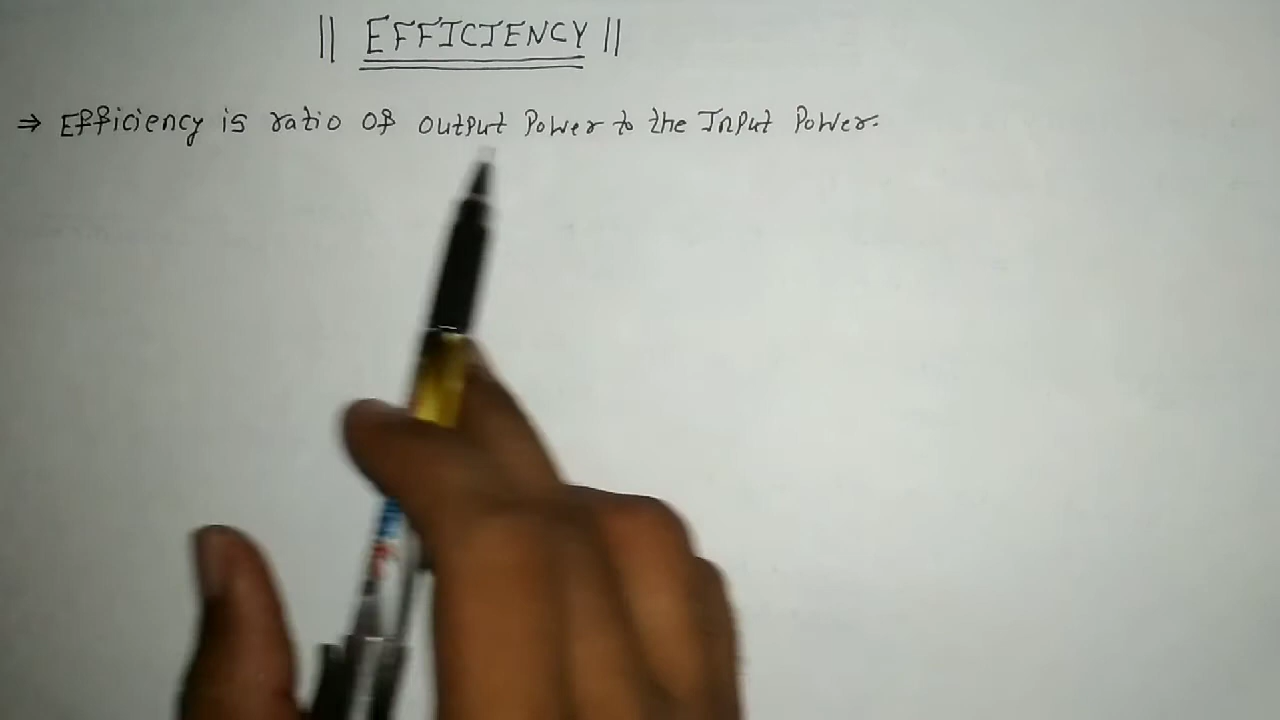 || EFFICIENCY ||
⇒ Efficiency is ratio of output Power to the Input Power.